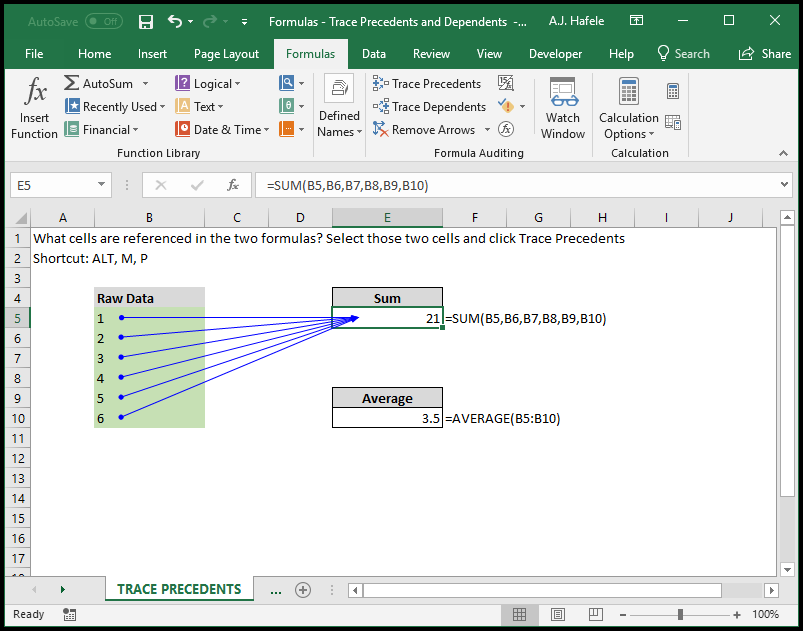 AutoSave Off Formulas - Trace Precedents and Dependents -... A.J. Hafele
File Home Insert Page Layout Formulas Data Review View Developer Help Search Share
fx Insert Function
AutoSum
Recently Used
Financial
? Logical
A Text
Date & Time
θ
Function Library
Defined Names
Trace Precedents
Trace Dependents
Remove Arrows
fx
Formula Auditing
Watch Window
Calculation Options
Calculation
E5 fx =SUM(B5,B6,B7,B8,B9,B10)
A B C D E F G H I J
1 What cells are referenced in the two formulas? Select those two cells and click Trace Precedents
2 Shortcut: ALT, M, P
3
4 Raw Data Sum
5 1 21 =SUM(B5,B6,B7,B8,B9,B10)
6 2
7 3
8 4
9 5 Average
10 6 3.5 =AVERAGE(B5:B10)
11
12
13
14
15
16
17
TRACE PRECEDENTS ...
Ready 100%